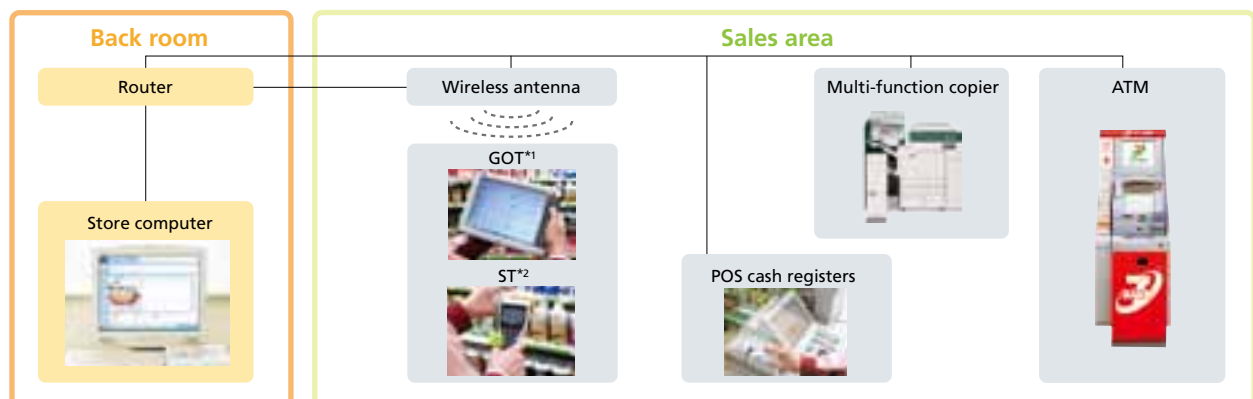 Back room
Sales area
Router
Wireless antenna
Multi-function copier
ATM
GOT*1
Store computer
ST*2
POS cash registers